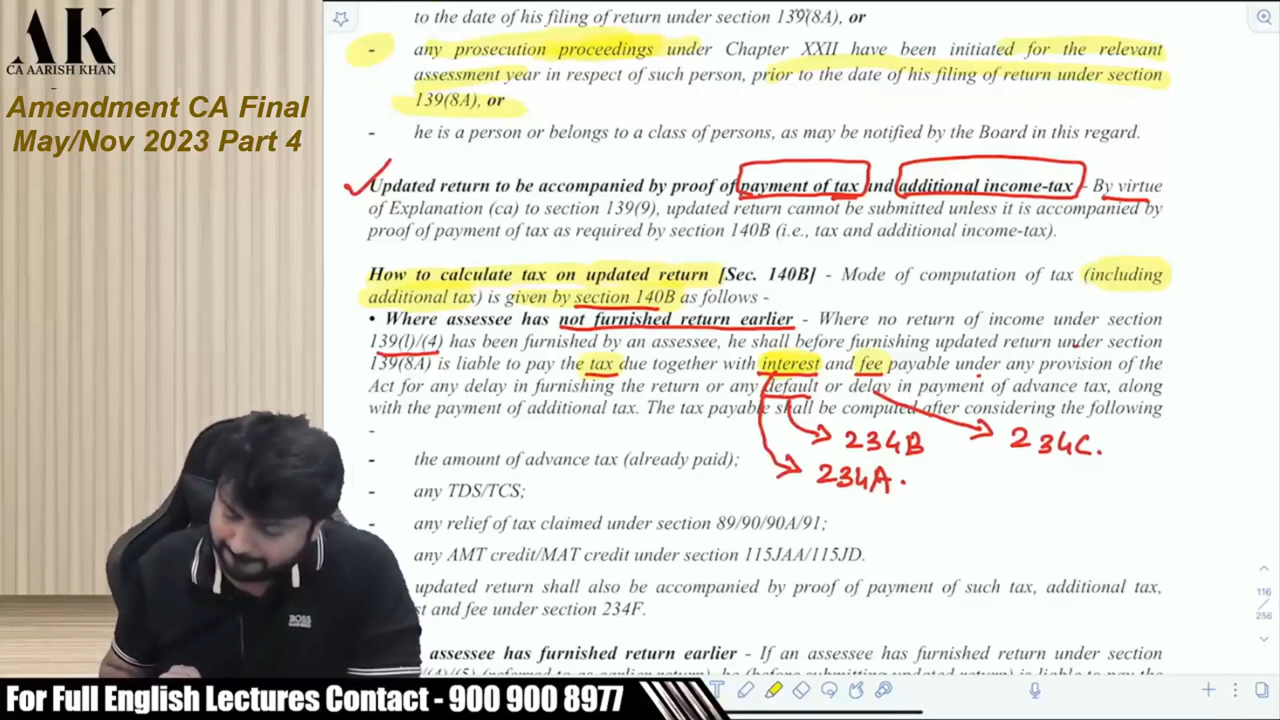 to the date of his filing of return under section 139(8A), or
- any prosecution proceedings under Chapter XXII have been initiated for the relevant
assessment year in respect of such person, prior to the date of his filing of return under section
139(8A), or
- he is a person or belongs to a class of persons, as may be notified by the Board in this regard.
AK
CA AARISH KHAN
Amendment CA Final
May/Nov 2023 Part 4
Updated return to be accompanied by proof of payment of tax and additional income-tax - By virtue
of Explanation (ca) to section 139(9), updated return cannot be submitted unless it is accompanied by
proof of payment of tax as required by section 140B (i.e., tax and additional income-tax).
How to calculate tax on updated return [Sec. 140B] - Mode of computation of tax (including
additional tax) is given by section 140B as follows -
• Where assessee has not furnished return earlier - Where no return of income under section
139(l)/(4) has been furnished by an assessee, he shall before furnishing updated return under section
139(8A) is liable to pay the tax due together with interest and fee payable under any provision of the
Act for any delay in furnishing the return or any default or delay in payment of advance tax, along
with the payment of additional tax. The tax payable shall be computed after considering the following
-
234B
234C.
234A.
- the amount of advance tax (already paid);
- any TDS/TCS;
- any relief of tax claimed under section 89/90/90A/91;
- any AMT credit/MAT credit under section 115JAA/115JD.
updated return shall also be accompanied by proof of payment of such tax, additional tax,
st and fee under section 234F.
assessee has furnished return earlier - If an assessee has furnished return under section
BOSS
116
256
For Full English Lectures Contact - 900 900 8977